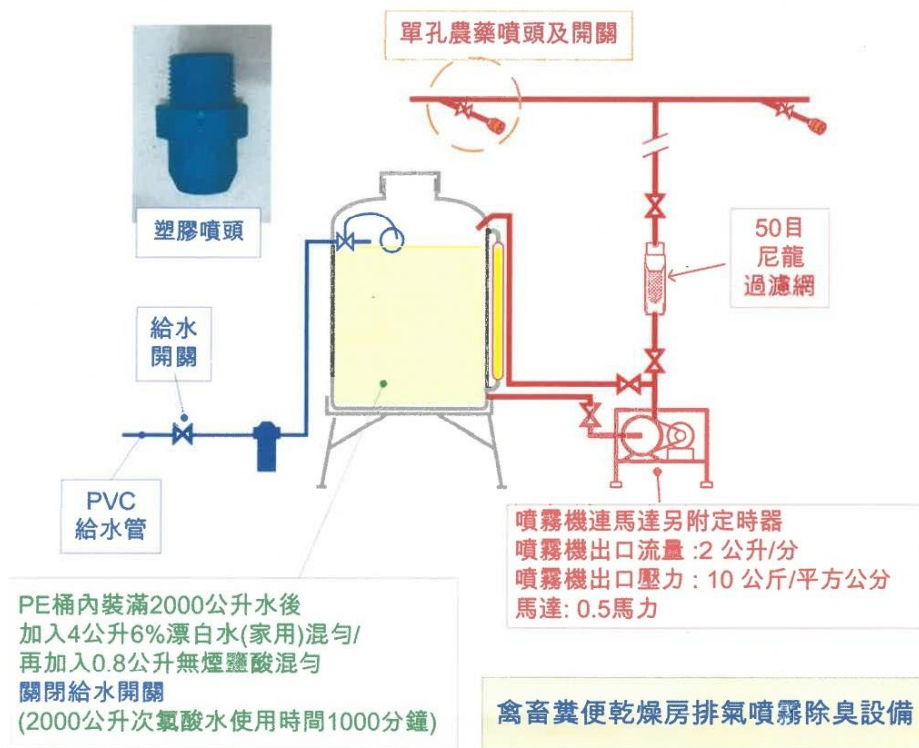 單孔農藥噴頭及開關
塑膠噴頭
50目
尼龍
過濾網
給水
開關
PVC
給水管
噴霧機連馬達另附定時器
噴霧機出口流量 :2 公升/分
噴霧機出口壓力 : 10 公斤/平方公分
馬達: 0.5馬力
PE桶內裝滿2000公升水後
加入4公升6%漂白水(家用)混勻/
再加入0.8公升無煙鹽酸混勻
關閉給水開關
(2000公升次氯酸水使用時間1000分鐘)
禽畜糞便乾燥房排氣噴霧除臭設備